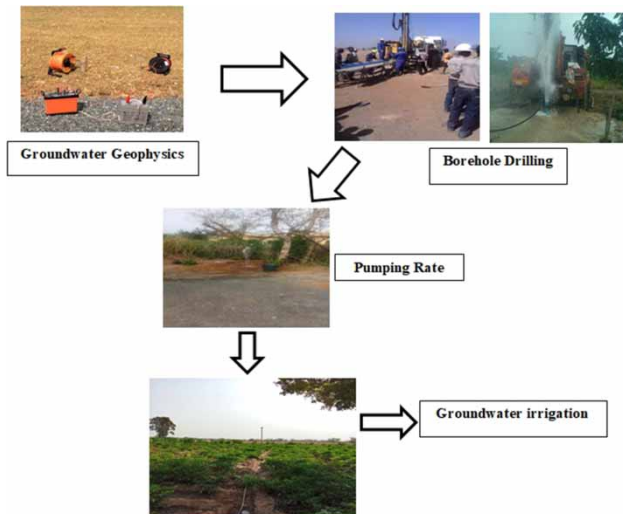 Groundwater Geophysics
Borehole Drilling
Pumping Rate
Groundwater irrigation